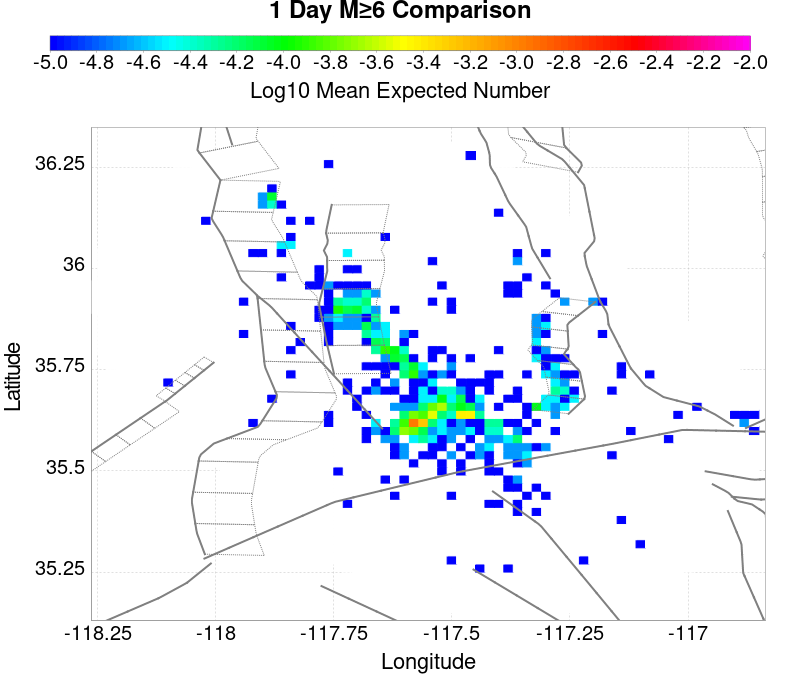 1 Day M≥6 Comparison
-5.0 -4.8 -4.6 -4.4 -4.2 -4.0 -3.8 -3.6 -3.4 -3.2 -3.0 -2.8 -2.6 -2.4 -2.2 -2.0
Log10 Mean Expected Number
36.25
36
35.75
35.5
35.25
Latitude
-118.25 -118 -117.75 -117.5 -117.25 -117
Longitude